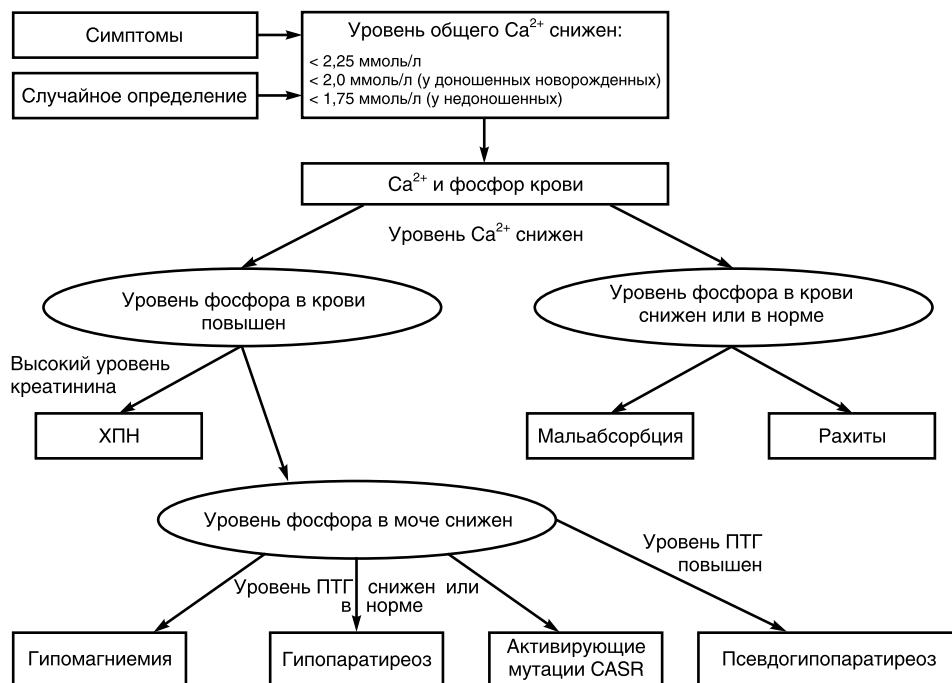 Симптомы
Случайное определение
Уровень общего Ca²⁺ снижен:
< 2,25 ммоль/л
< 2,0 ммоль/л (у доношенных новорожденных)
< 1,75 ммоль/л (у недоношенных)
Ca²⁺ и фосфор крови
Уровень Ca²⁺ снижен
Уровень фосфора в крови
повышен
Уровень фосфора в крови
снижен или в норме
Высокий уровень
креатинина
ХПН
Мальабсорбция
Рахиты
Уровень фосфора в моче снижен
Уровень ПТГ снижен или
в норме
Уровень ПТГ
повышен
Гипомагниемия
Гипопаратиреоз
Активирующие
мутации CASR
Псевдогипопаратиреоз